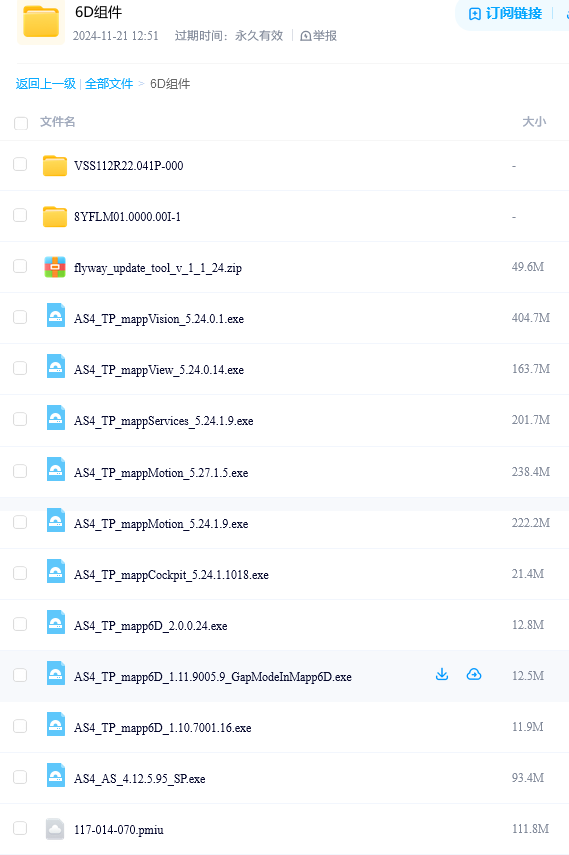 6D组件
2024-11-21 12:51 过期时间：永久有效 举报
订阅链接
返回上一级 | 全部文件 > 6D组件
文件名 大小
VSS112R22.041P-000 -
8YFLM01.0000.00I-1 -
flyway_update_tool_v_1_1_24.zip 49.6M
AS4_TP_mappVision_5.24.0.1.exe 404.7M
AS4_TP_mappView_5.24.0.14.exe 163.7M
AS4_TP_mappServices_5.24.1.9.exe 201.7M
AS4_TP_mappMotion_5.27.1.5.exe 238.4M
AS4_TP_mappMotion_5.24.1.9.exe 222.2M
AS4_TP_mappCockpit_5.24.1.1018.exe 21.4M
AS4_TP_mapp6D_2.0.0.24.exe 12.8M
AS4_TP_mapp6D_1.11.9005.9_GapModeInMapp6D.exe 12.5M
AS4_TP_mapp6D_1.10.7001.16.exe 11.9M
AS4_AS_4.12.5.95_SP.exe 93.4M
117-014-070.pmiu 111.8M